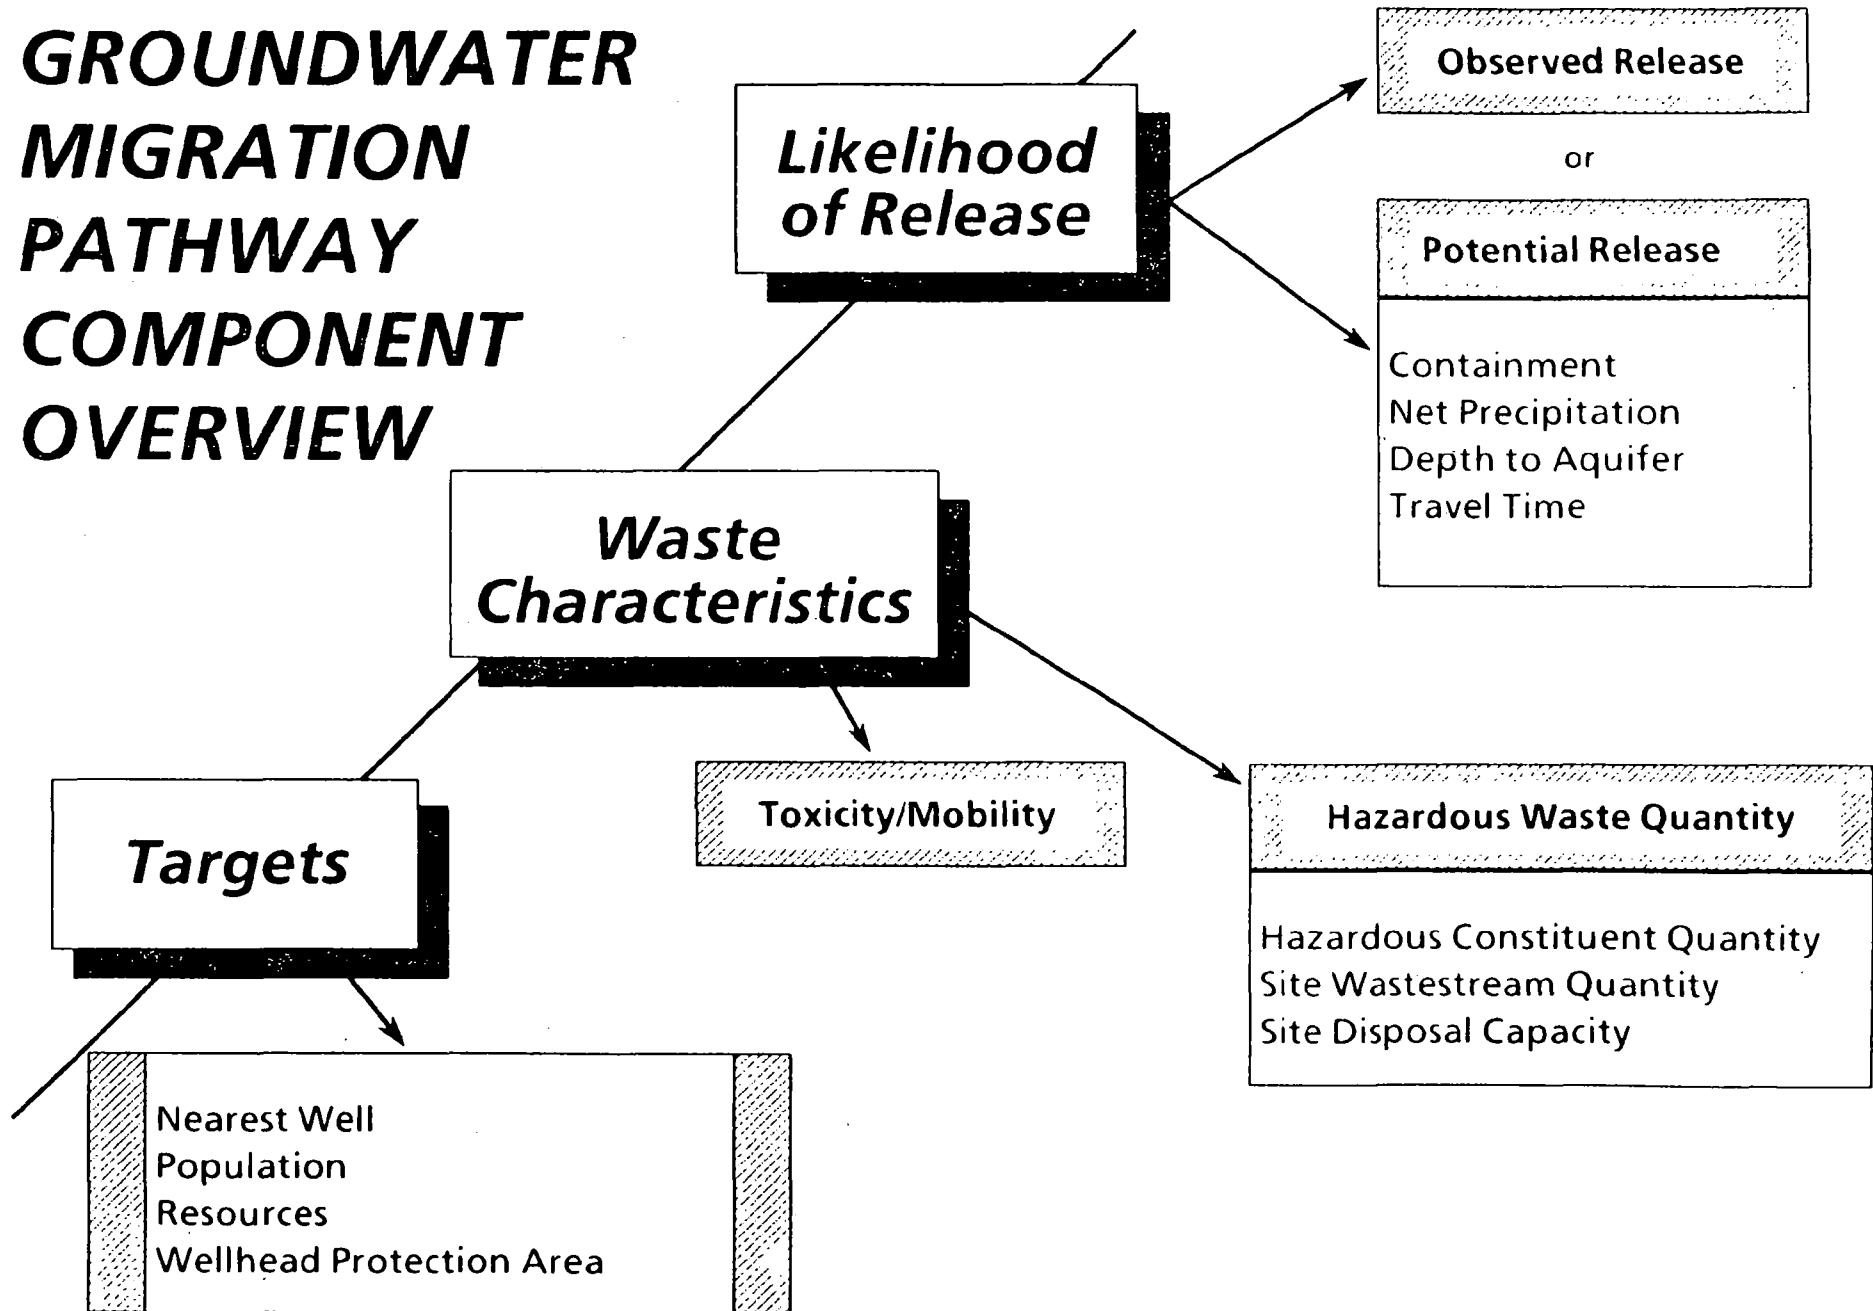 GROUNDWATER
MIGRATION
PATHWAY
COMPONENT
OVERVIEW
Likelihood
of Release
Observed Release
or
Potential Release
Containment
Net Precipitation
Depth to Aquifer
Travel Time
Waste
Characteristics
Toxicity/Mobility
Hazardous Waste Quantity
Hazardous Constituent Quantity
Site Wastestream Quantity
Site Disposal Capacity
Targets
Nearest Well
Population
Resources
Wellhead Protection Area